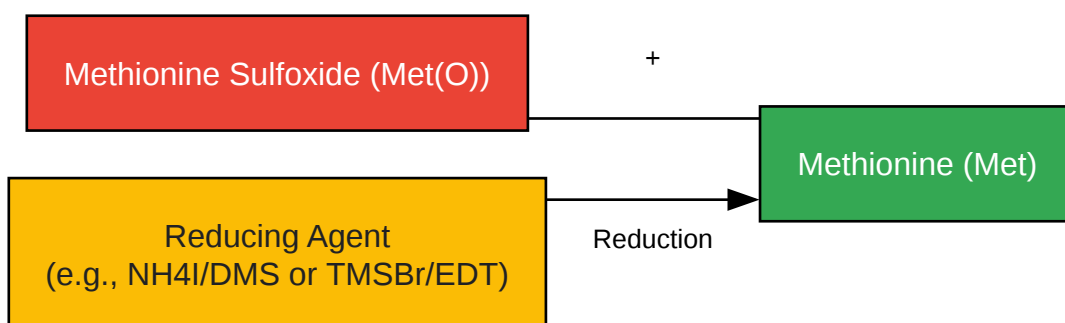 Methionine Sulfoxide (Met(O))
+
Methionine (Met)
Reducing Agent
(e.g., NH4I/DMS or TMSBr/EDT)
Reduction